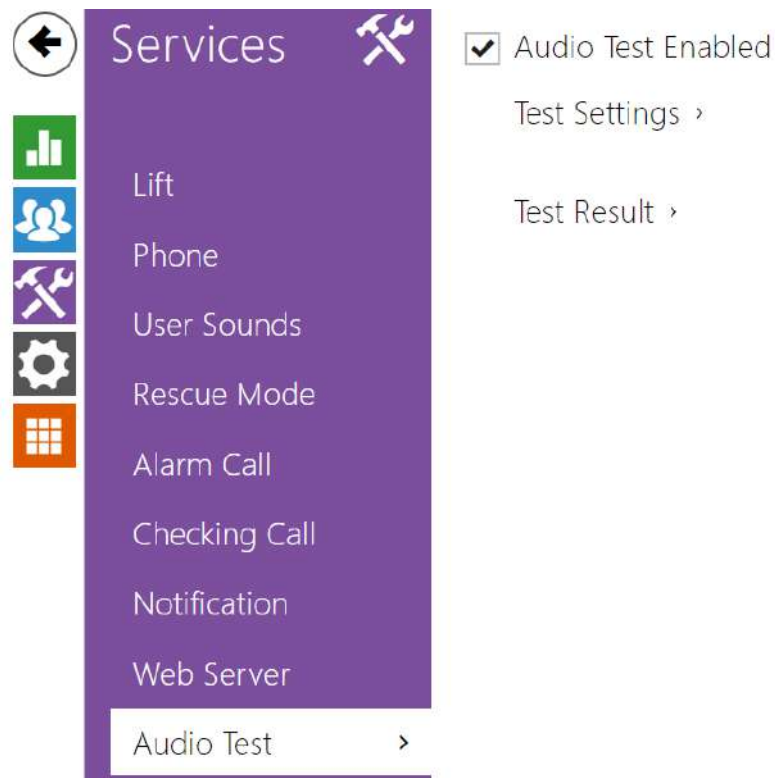 Services
Lift
Phone
User Sounds
Rescue Mode
Alarm Call
Checking Call
Notification
Web Server
Audio Test ›
Audio Test Enabled
Test Settings ›
Test Result ›